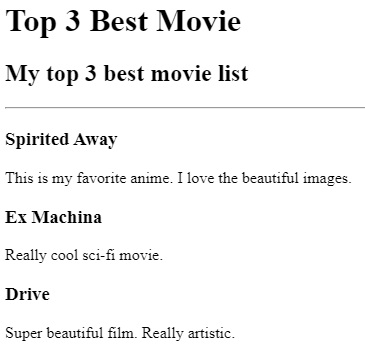 Top 3 Best Movie
My top 3 best movie list
Spirited Away
This is my favorite anime. I love the beautiful images.
Ex Machina
Really cool sci-fi movie.
Drive
Super beautiful film. Really artistic.